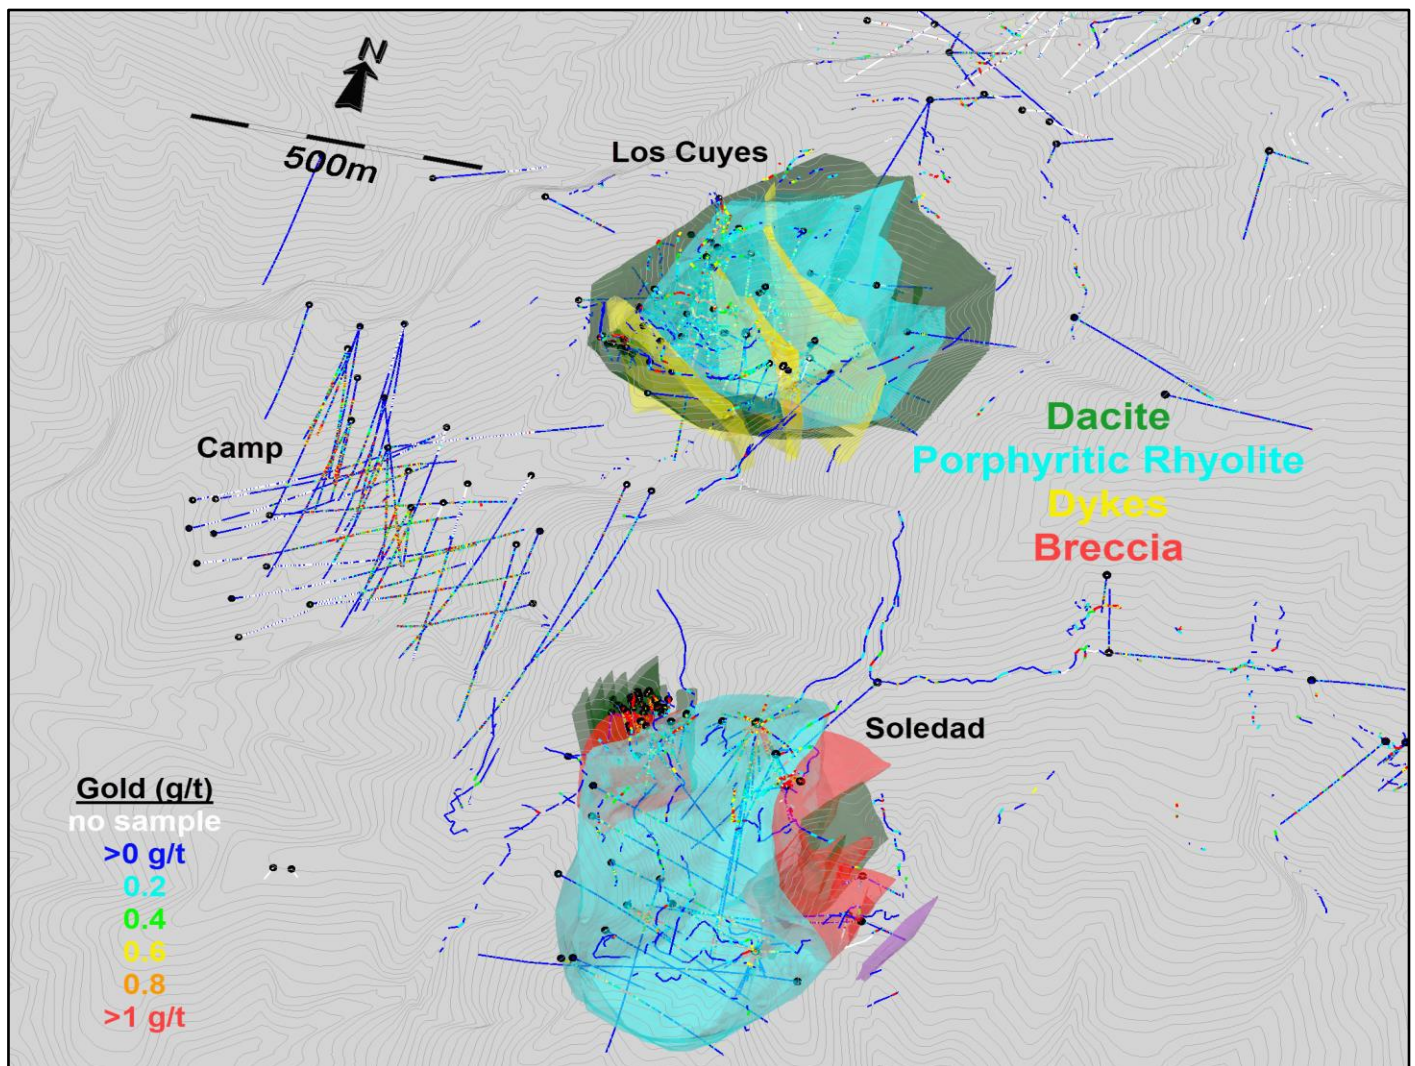 N
500m
Los Cuyes
Camp
Dacite
Porphyritic Rhyolite
Dykes
Breccia
Soledad
Gold (g/t)
no sample
>0 g/t
0.2
0.4
0.6
0.8
>1 g/t